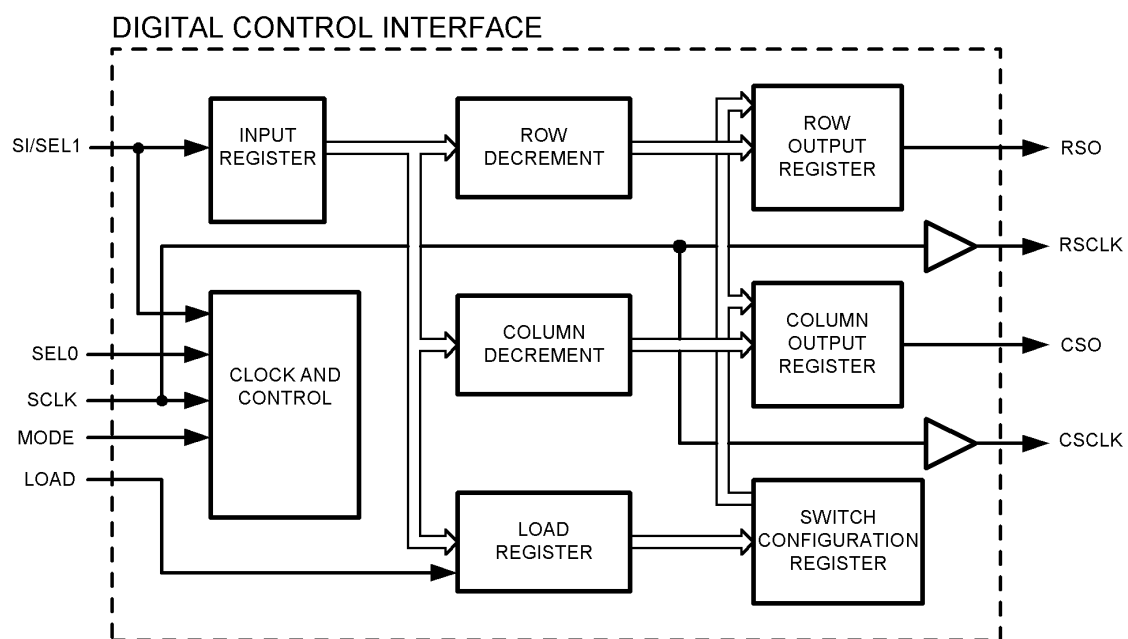 DIGITAL CONTROL INTERFACE
SI/SEL1
INPUT
REGISTER
ROW
DECREMENT
ROW
OUTPUT
REGISTER
RSO
RSCLK
SEL0
SCLK
MODE
LOAD
CLOCK AND
CONTROL
COLUMN
DECREMENT
COLUMN
OUTPUT
REGISTER
CSO
CSCLK
LOAD
REGISTER
SWITCH
CONFIGURATION
REGISTER